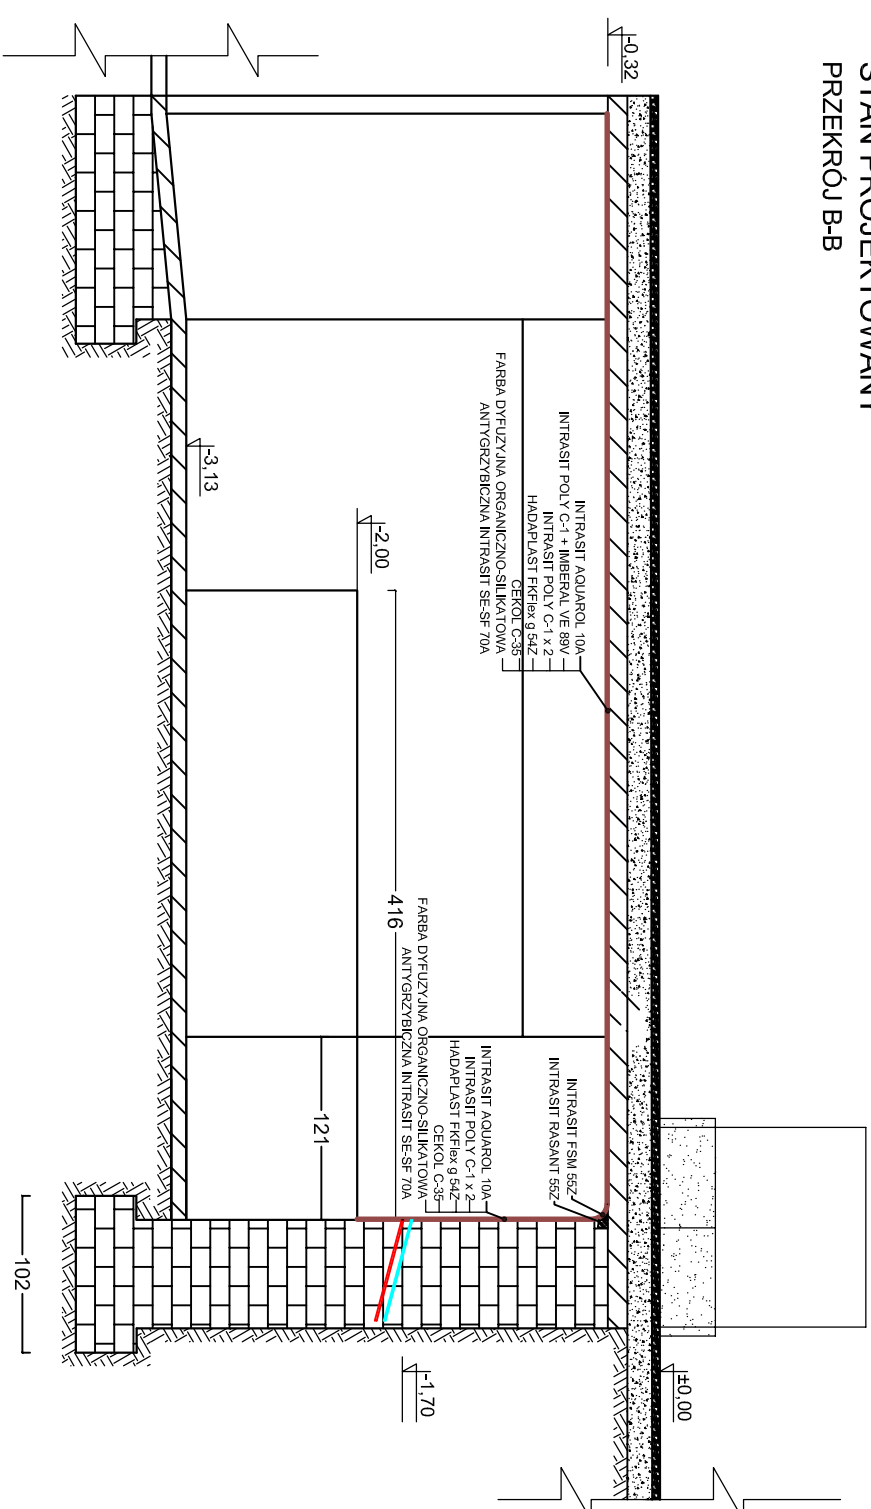 STAN PROJEKTOWANY
PRZEKRÓJ B-B
-0,32
±0,00
INTRASIT AQUAROL 10A
INTRASIT POLY C-1 + IMBERAL VE 89V
INTRASIT POLY C-1 x 2
HADAPLAST FKFlex g 54Z
CEKOL C-35
FARBA DYFUZYJNA ORGANICZNO-SILIKATOWA
ANTYGRZYBICZNA INTRASIT SE-SF 70A
INTRASIT FSM 55Z
INTRASIT RASANT 55Z
INTRASIT AQUAROL 10A
INTRASIT POLY C-1 x 2
HADAPLAST FKFlex g 54Z
CEKOL C-35
FARBA DYFUZYJNA ORGANICZNO-SILIKATOWA
ANTYGRZYBICZNA INTRASIT SE-SF 70A
-1,70
416
-2,00
121
-3,13
102